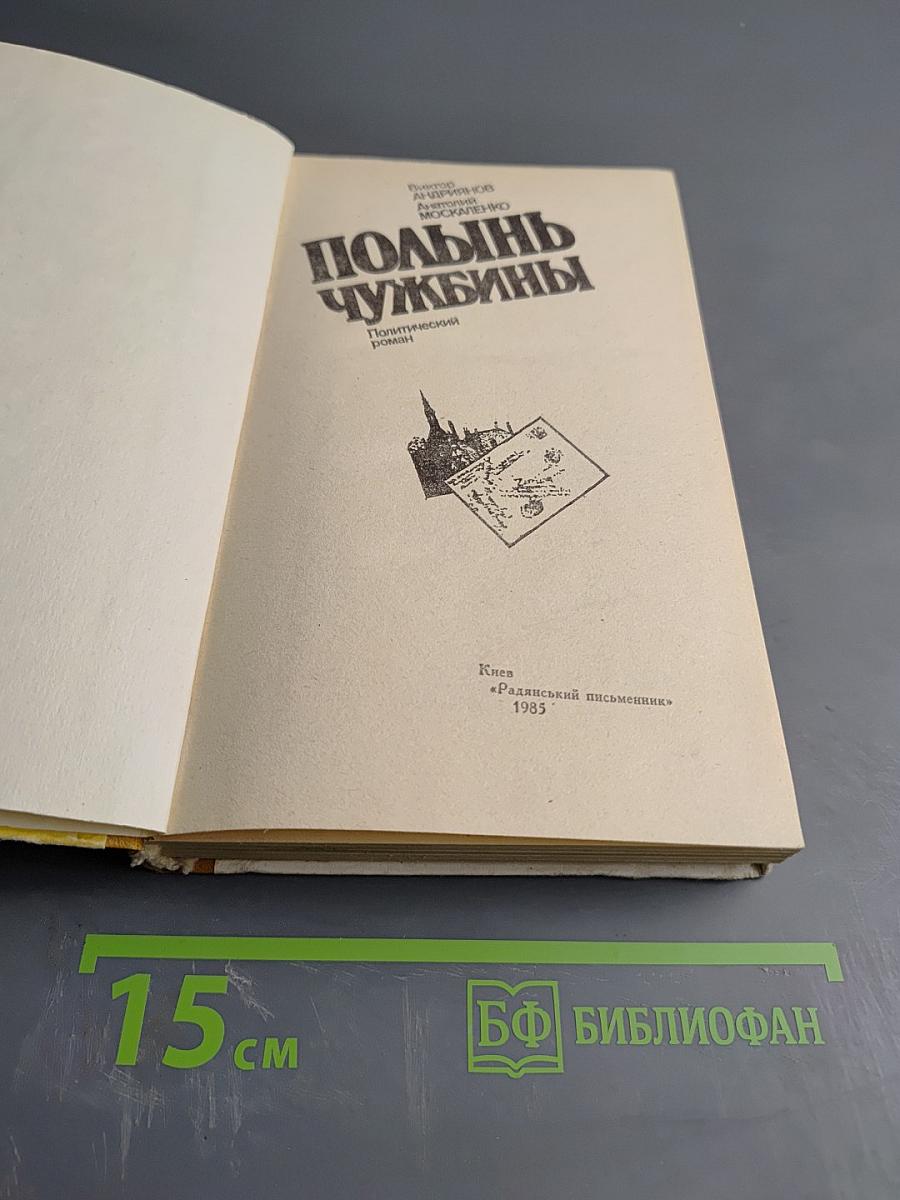 Виктор
АНДРИЯНОВ
Анатолий
МОСКАЛЕНКО
ПОЛЫНЬ
ЧУЖБИНЫ
Политический
роман
Киев
«Радянський письменник»
1985
15 см
БФ БИБЛИОФАН